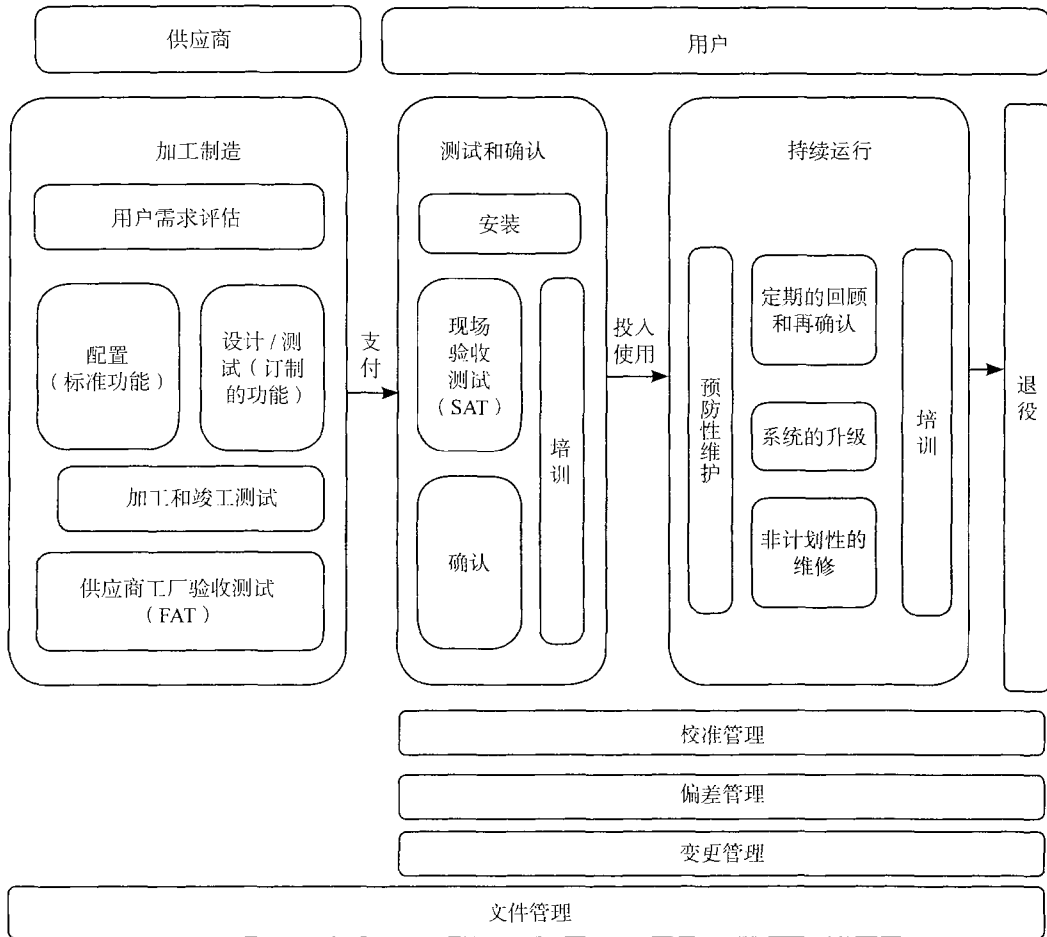 供应商
用户
加工制造
用户需求评估
配置
（标准功能）
设计/测
试（订制
的功能）
加工和竣工测试
供应商工厂验收测试
（FAT）
支
付
测试和确认
安装
现场
验收
测试
（SAT）
确认
培
训
投入
使用
持续运行
预
防
性
维
护
定期的回顾
和再确认
系统的升级
非计划性的
维修
培
训
退
役
校准管理
偏差管理
变更管理
文件管理